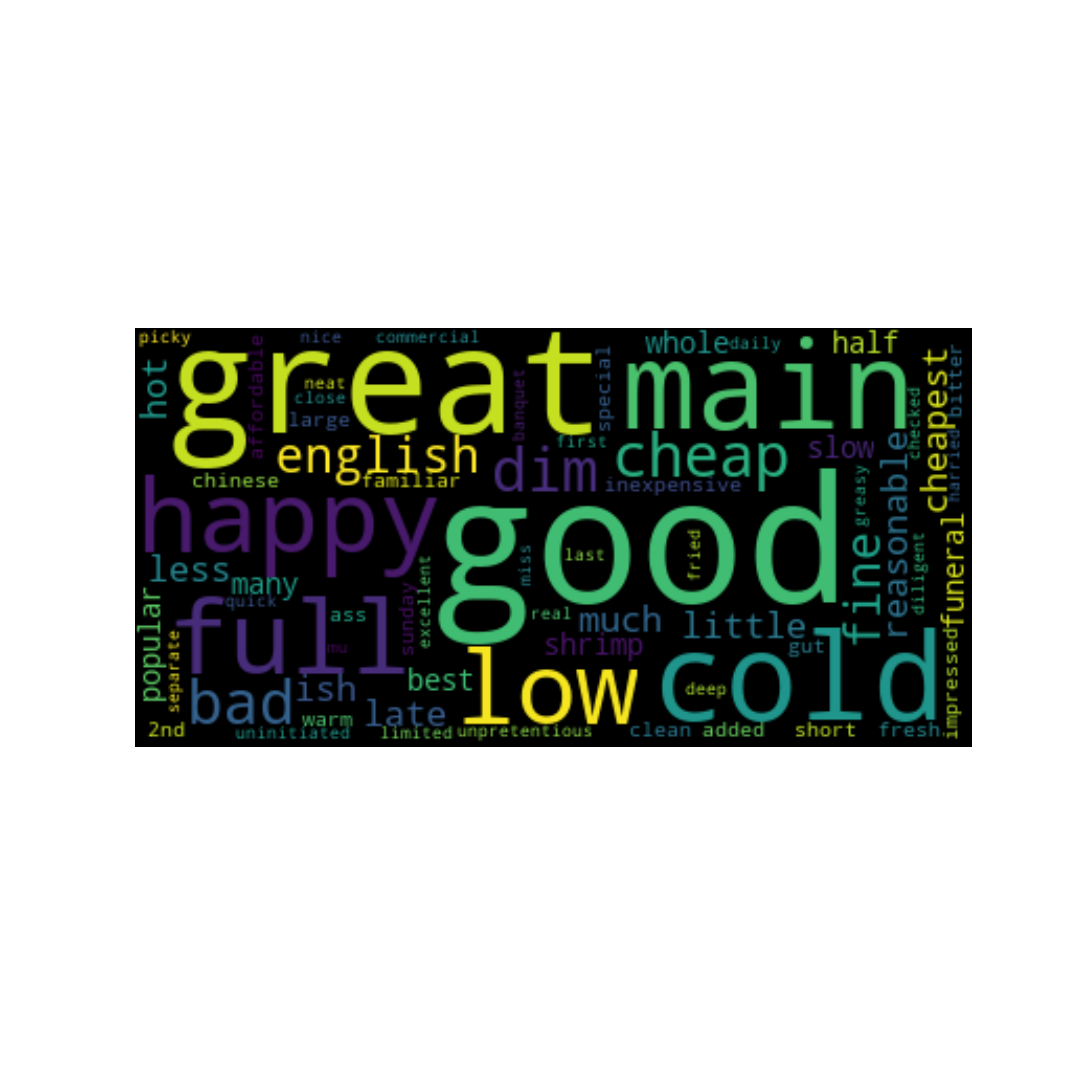 picky
nice
commercial
whole
daily
half
great
main
hot
affordable
neat
close
large
banquet
special
first
english
dim
cheap
slow
checked
cheapest
bitter
harried
chinese
familiar
inexpensive
happy
good
last
fried
miss
greasy
fine
reasonable
diligent
funeral
less
many
quick
full
ass
mu
sunday
excellent
real
much
little
shrimp
gut
popular
separate
bad
ish
best
low
cold
deep
impressed
late
warm
2nd
uninitiated
limited
unpretentious
clean
added
short
fresh